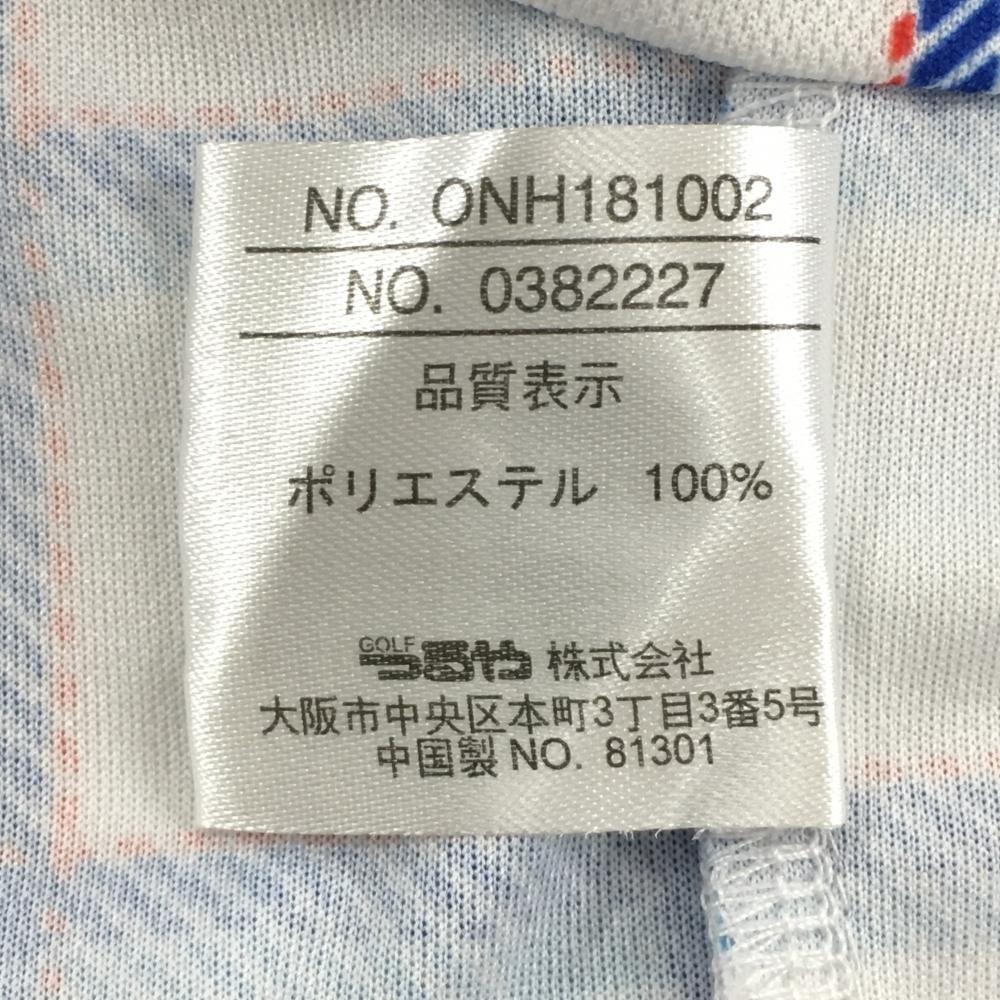 NO. ONH181002
NO. 0382227
品質表示
ポリエステル 100%
GOLF つるや 株式会社
大阪市中央区本町3丁目3番5号
中国製 NO. 81301